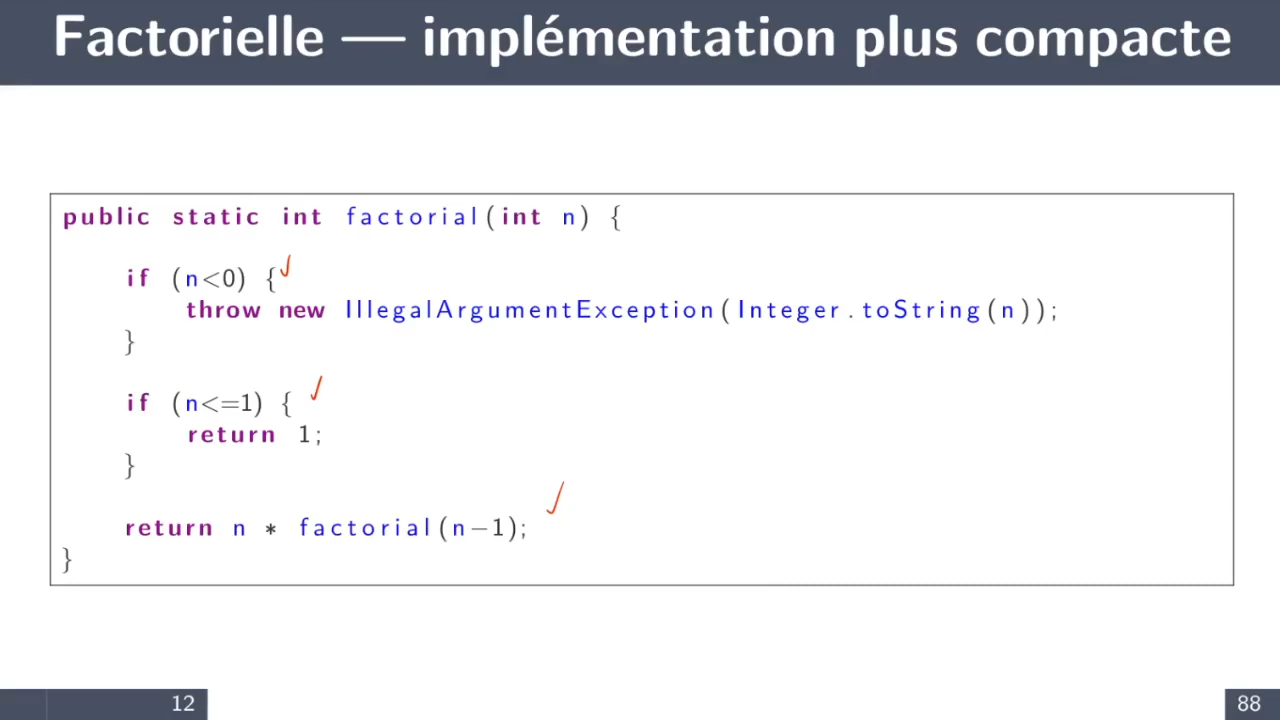 Factorielle — implémentation plus compacte
public static int factorial(int n) {
if (n<0) {
throw new IllegalArgumentException(Integer.toString(n));
}
if (n<=1) {
return 1;
}
return n * factorial(n−1);
}
12
88